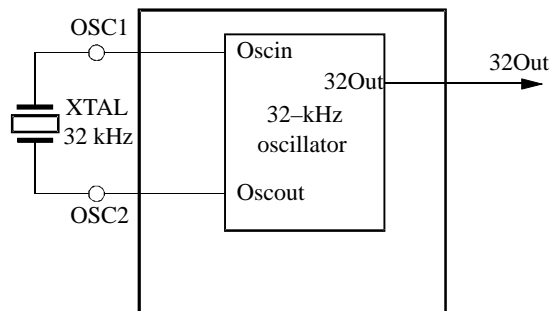 OSC1
Oscin
32Out
32Out
XTAL
32 kHz
32–kHz
oscillator
Oscout
OSC2